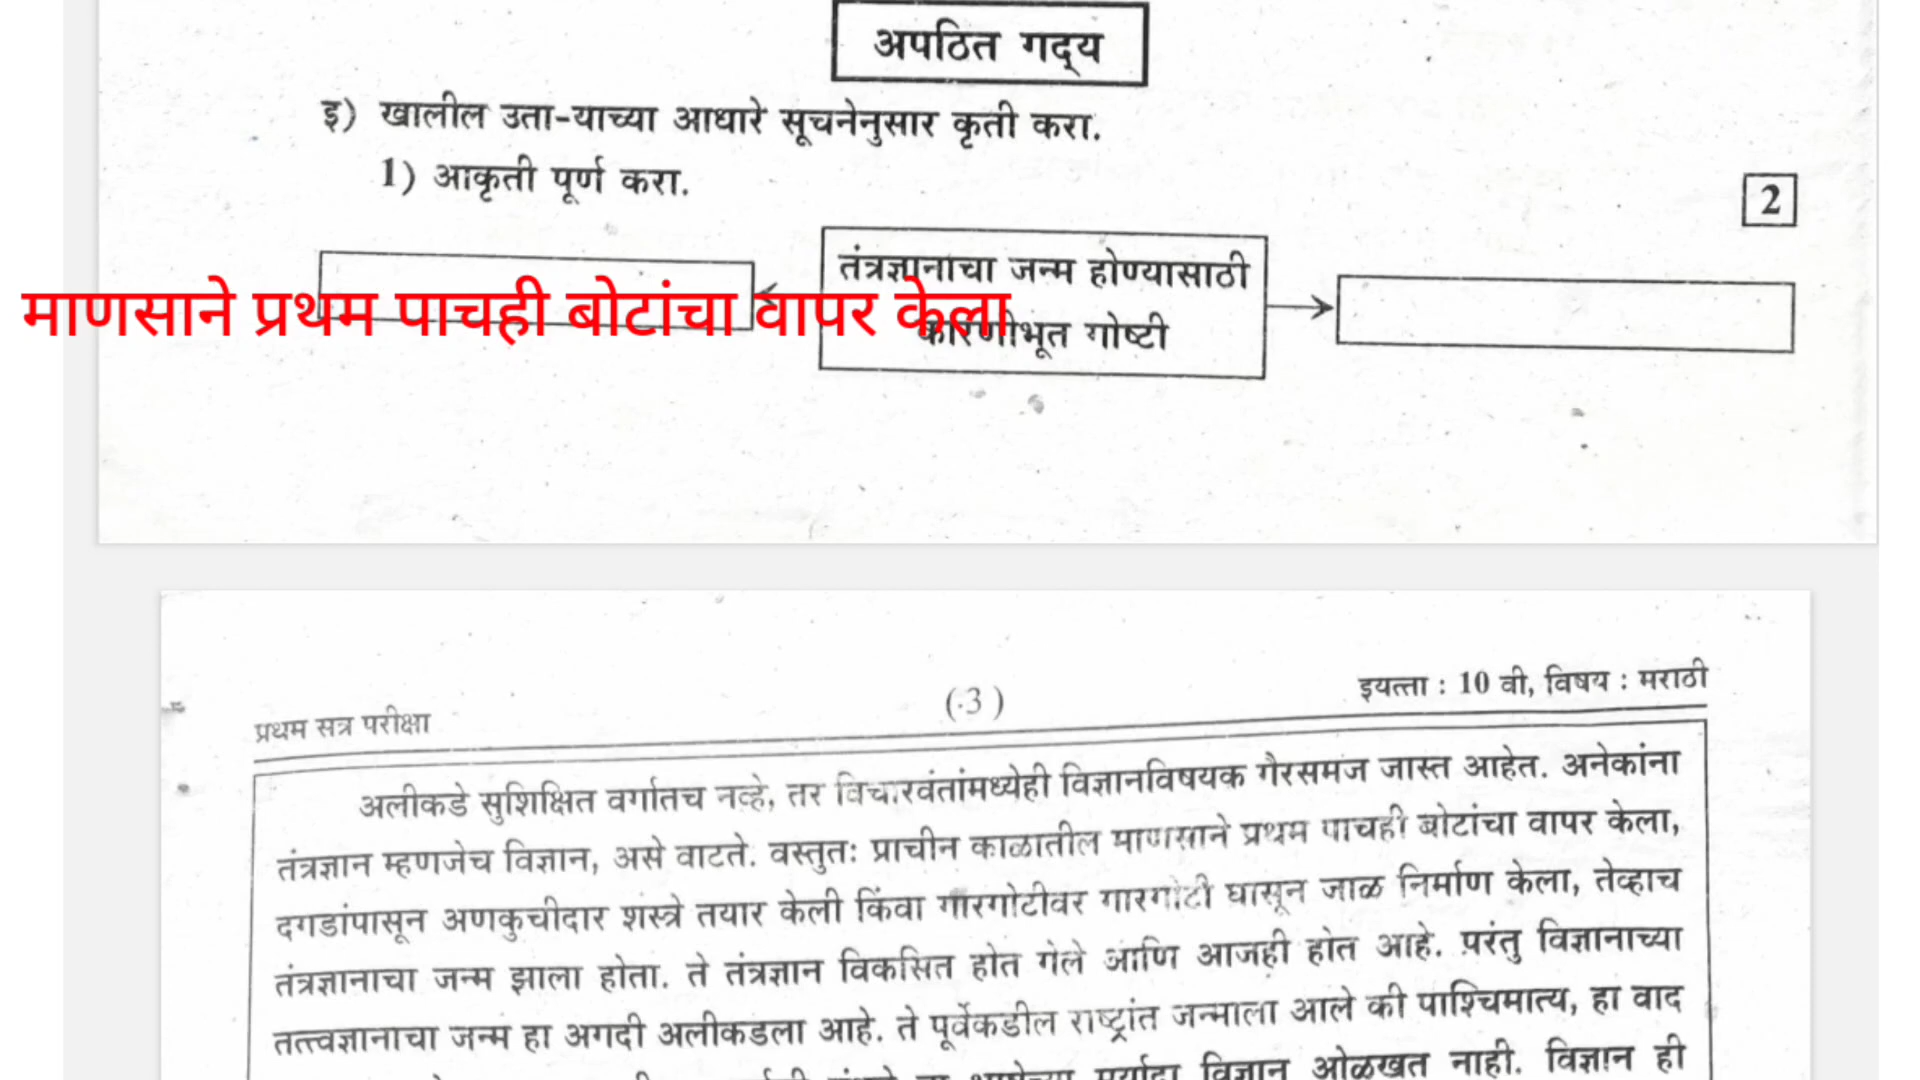 अपठित गद्य
इ) खालील उता-याच्या आधारे सूचनेनुसार कृती करा.
1) आकृती पूर्ण करा.
2
तंत्रज्ञानाचा जन्म होण्यासाठी
कारणीभूत गोष्टी
माणसाने प्रथम पाचही बोटांचा वापर केला
प्रथम सत्र परीक्षा
(3)
इयत्ता : 10 वी, विषय : मराठी
अलीकडे सुशिक्षित वर्गातच नव्हे, तर विचारवंतांमध्येही विज्ञानविषयक गैरसमज जास्त आहेत. अनेकांना
तंत्रज्ञान म्हणजेच विज्ञान, असे वाटते. वस्तुतः प्राचीन काळातील माणसाने प्रथम पाचही बोटांचा वापर केला,
दगडांपासून अणकुचीदार शस्त्रे तयार केली किंवा गारगोटीवर गारगोटी घासून जाळ निर्माण केला, तेव्हाच
तंत्रज्ञानाचा जन्म झाला होता. ते तंत्रज्ञान विकसित होत गेले आणि आजही होत आहे. परंतु विज्ञानाच्या
तत्त्वज्ञानाचा जन्म हा अगदी अलीकडला आहे. ते पूर्वेकडील राष्ट्रांत जन्माला आले की पाश्चिमात्य, हा वाद
मर्यादा विज्ञान ओळखत नाही. विज्ञान ही